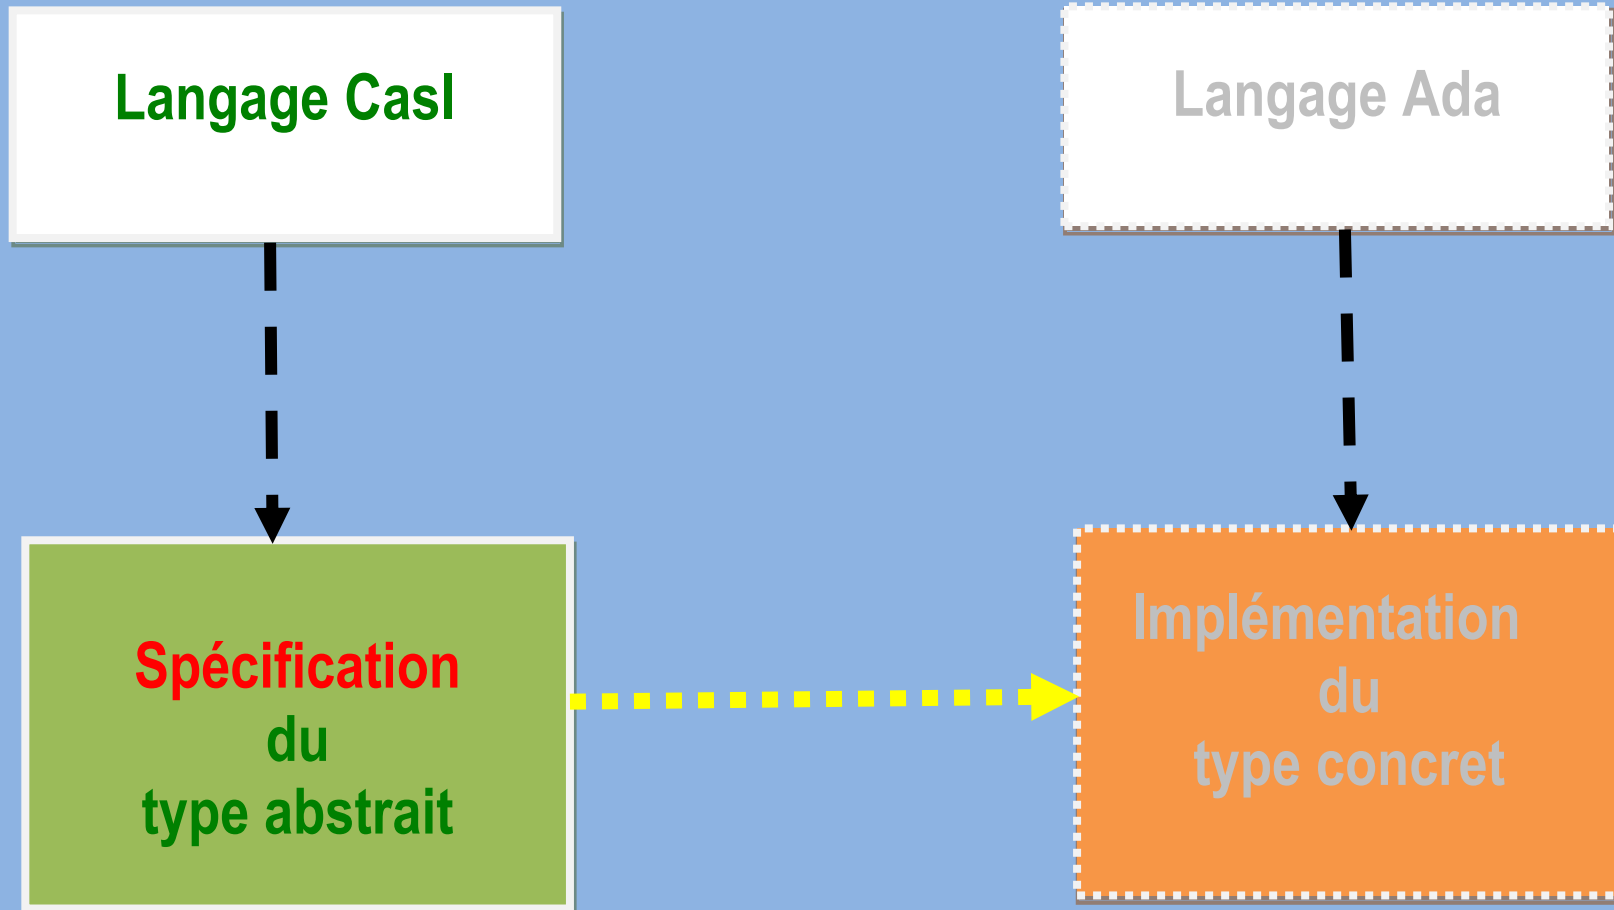 Langage Casl
Langage Ada
Spécification
du
type abstrait
Implémentation
du
type concret